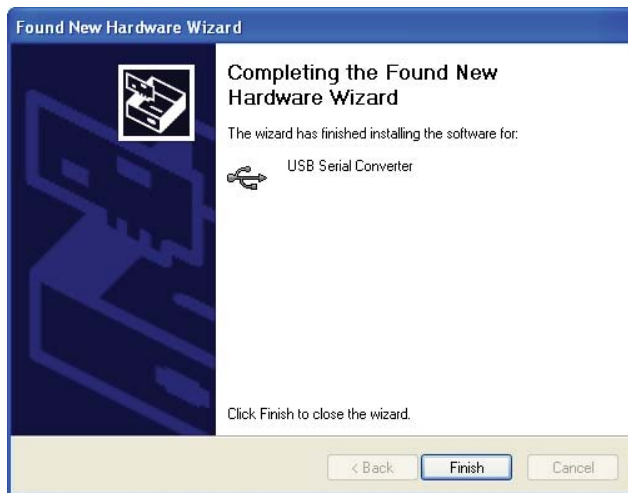 Found New Hardware Wizard
Completing the Found New
Hardware Wizard
The wizard has finished installing the software for:
USB Serial Converter
Click Finish to close the wizard.
< Back
Finish
Cancel